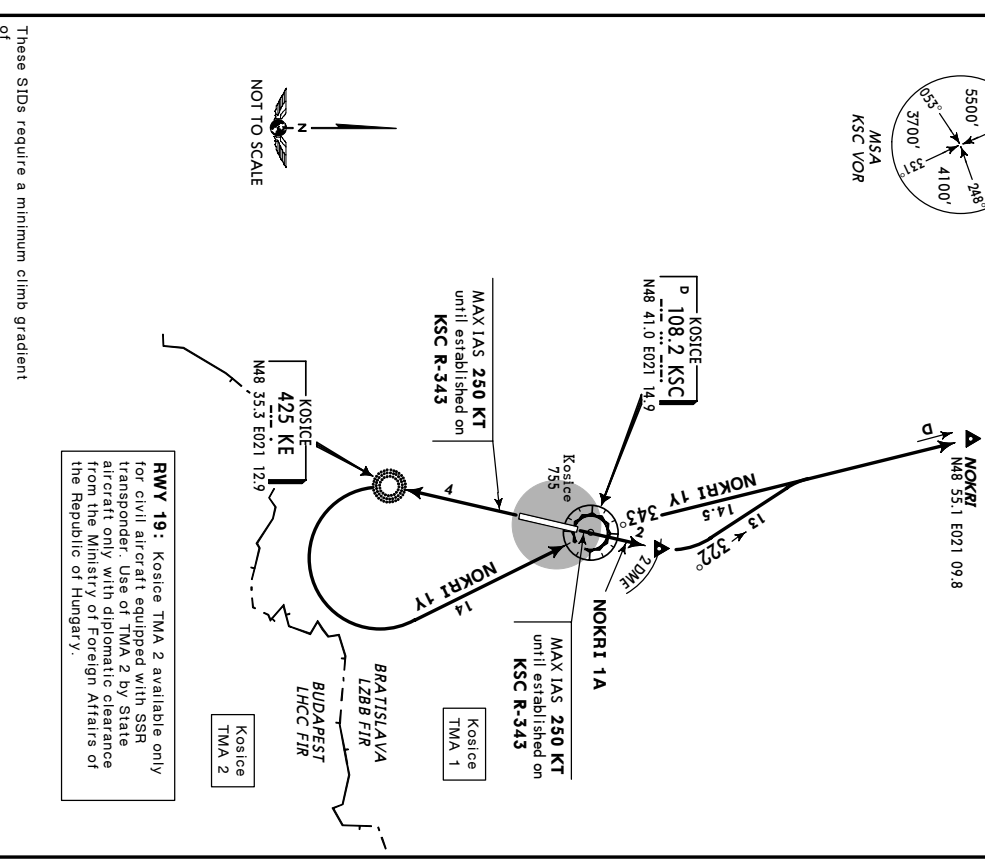 5500'
053°
3700'
331°
4100'
248°
MSA
KSC VOR
NOKRI
N48 55.1 E021 09.8
D
NOKRI 1Y
14.5
13
322°
343°
KOSICE
D 108.2 KSC
N48 41.0 E021 14.9
2
2 DME
NOKRI 1A
Kosice
755
MAX IAS 250 KT
until established on
KSC R-343
MAX IAS 250 KT
until established on
KSC R-343
4
NOKRI 1Y
14
KOSICE
425 KE
N48 35.3 E021 12.9
N
NOT TO SCALE
Kosice
TMA 1
BRATISLAVA
LZBB FIR
BUDAPEST
LHCC FIR
Kosice
TMA 2
RWY 19: Kosice TMA 2 available only
for civil aircraft equipped with SSR
transponder. Use of TMA 2 by State
aircraft only with diplomatic clearance
from the Ministry of Foreign Affairs of
the Republic of Hungary.
These SIDs require a minimum climb gradient
of